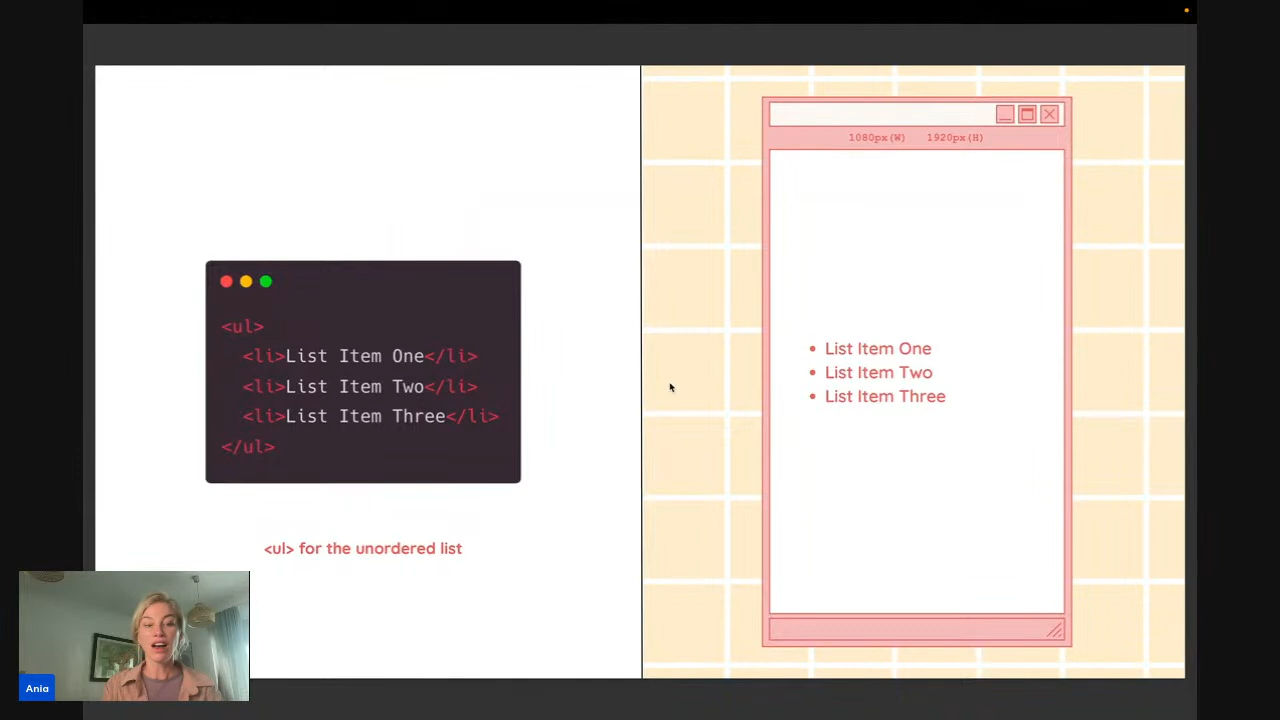 <ul>
<li>List Item One</li>
<li>List Item Two</li>
<li>List Item Three</li>
</ul>
<ul> for the unordered list
Ania
1080px(W) 1920px(H)
• List Item One
• List Item Two
• List Item Three